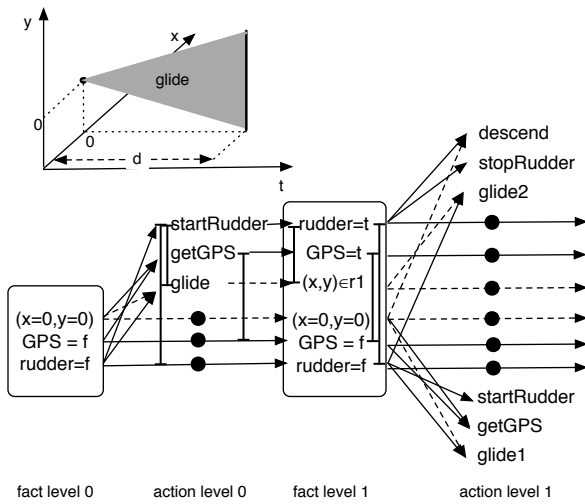 y
x
glide
0
0
d
t
descend
stopRudder
glide2
startRudder
rudder=t
getGPS
GPS=t
glide
(x,y)∈r1
(x=0,y=0)
(x=0,y=0)
GPS = f
GPS = f
rudder=f
rudder=f
startRudder
getGPS
glide1
fact level 0
action level 0
fact level 1
action level 1